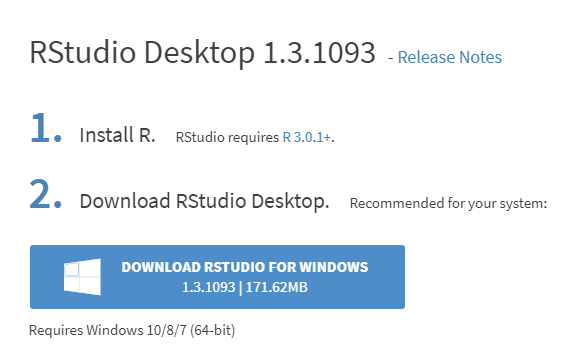 RStudio Desktop 1.3.1093 - Release Notes
1. Install R. RStudio requires R 3.0.1+.
2. Download RStudio Desktop. Recommended for your system:
DOWNLOAD RSTUDIO FOR WINDOWS
1.3.1093 | 171.62MB
Requires Windows 10/8/7 (64-bit)